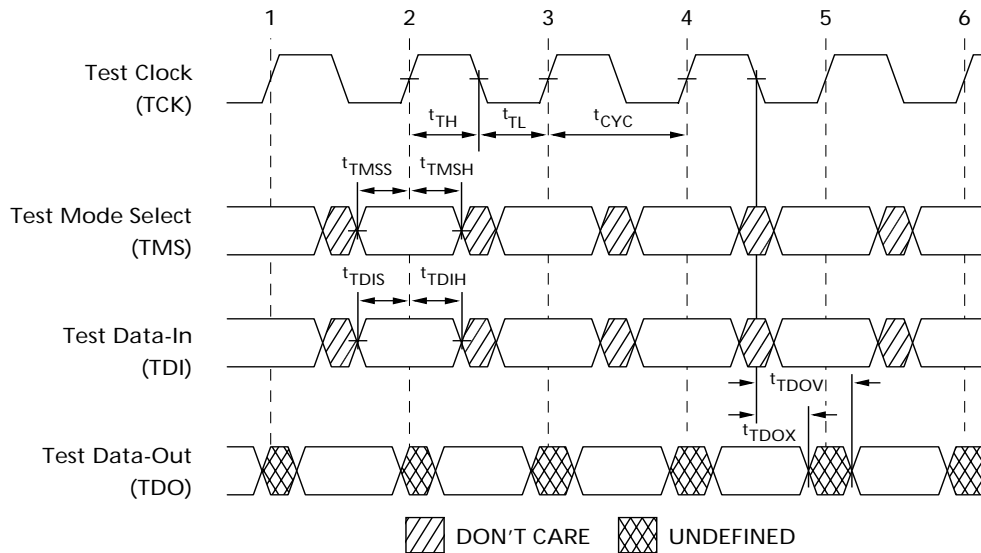 1 2 3 4 5 6
Test Clock
(TCK)
tTH tTL tCYC
tTMSS tTMSH
Test Mode Select
(TMS)
tTDIS tTDIH
Test Data-In
(TDI)
tTDOV
tTDOX
Test Data-Out
(TDO)
DON'T CARE UNDEFINED